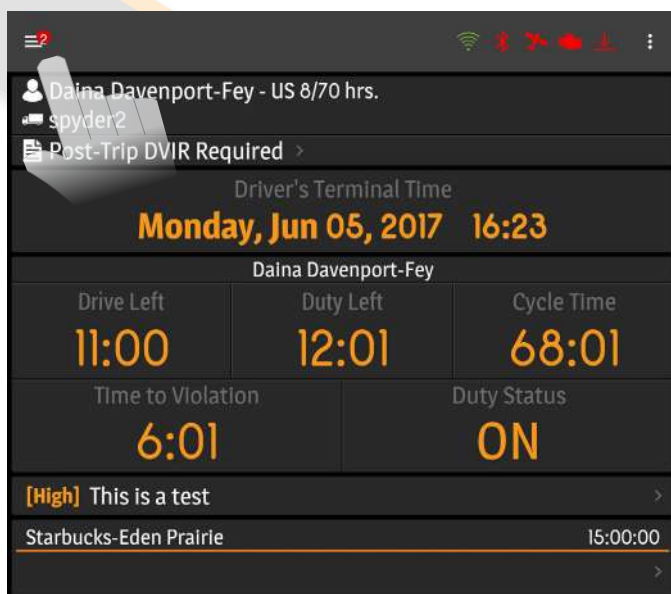 2
Daina Davenport-Fey - US 8/70 hrs.
spyder2
Post-Trip DVIR Required >
Driver's Terminal Time
Monday, Jun 05, 2017 16:23
Daina Davenport-Fey
Drive Left Duty Left Cycle Time
11:00 12:01 68:01
Time to Violation Duty Status
6:01 ON
[High] This is a test
Starbucks-Eden Prairie 15:00:00